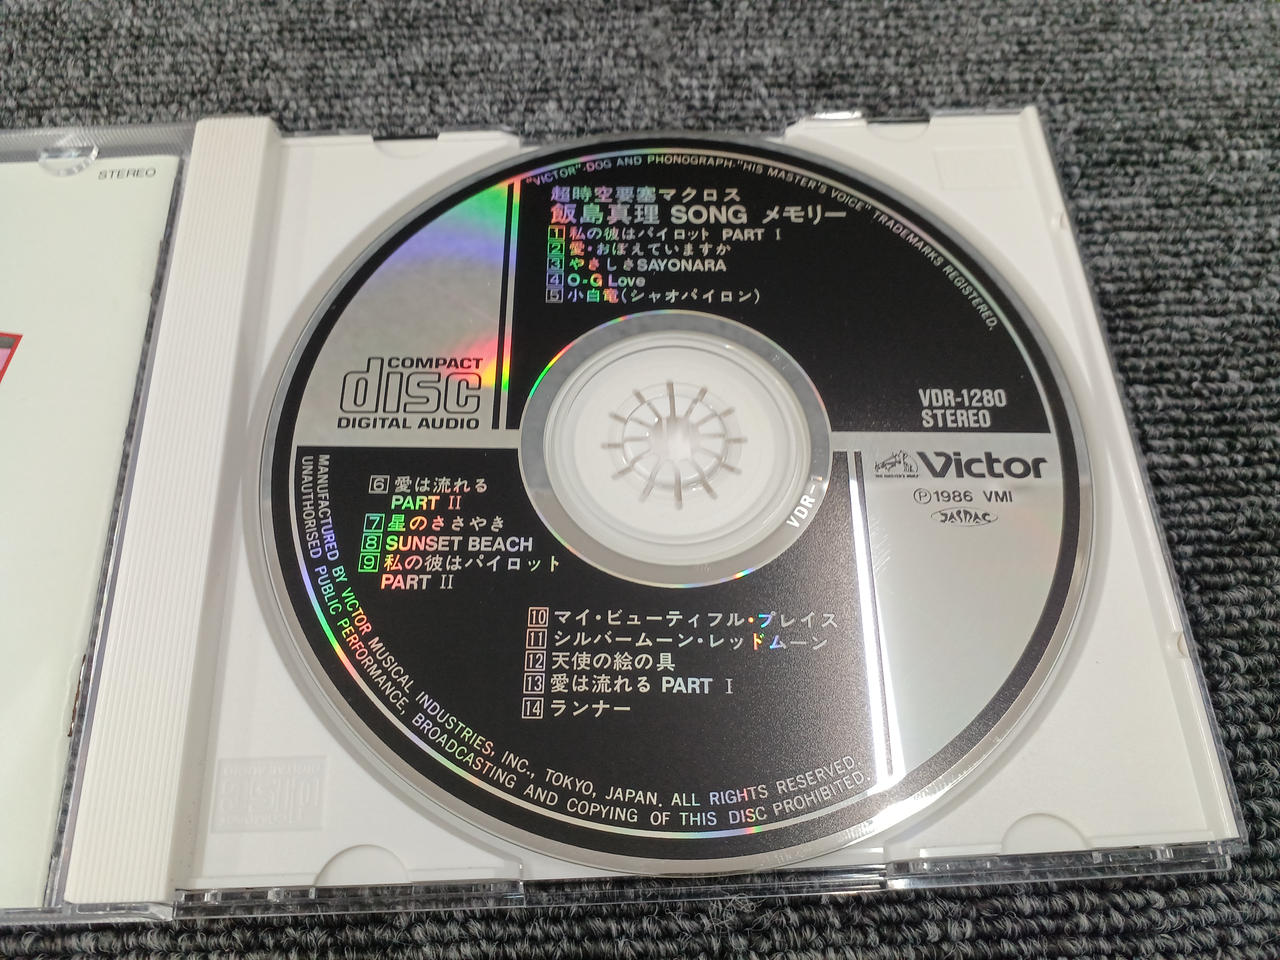 STEREO
"VICTOR"·DOG AND PHONOGRAPH·"HIS MASTER'S VOICE" TRADEMARKS REGISTERED.
超時空要塞マクロス
飯島真理 SONG メモリー
1 私の彼はパイロット PART Ⅰ
2 愛・おぼえていますか
3 やさしさSAYONARA
4 O-G Love
5 小白竜(シャオパイロン)
COMPACT
disc
DIGITAL AUDIO
VDR-1280
STEREO
Victor
Ⓟ1986 VMI
JASRAC
VDR-1
6 愛は流れる
PART Ⅱ
7 星のささやき
8 SUNSET BEACH
9 私の彼はパイロット
PART Ⅱ
10 マイ・ビューティフル・プレイス
11 シルバームーン・レッドムーン
12 天使の絵の具
13 愛は流れる PART Ⅰ
14 ランナー
MANUFACTURED BY VICTOR MUSICAL INDUSTRIES, INC., TOKYO, JAPAN. ALL RIGHTS RESERVED.
UNAUTHORISED PUBLIC PERFORMANCE, BROADCASTING AND COPYING OF THIS DISC PROHIBITED.